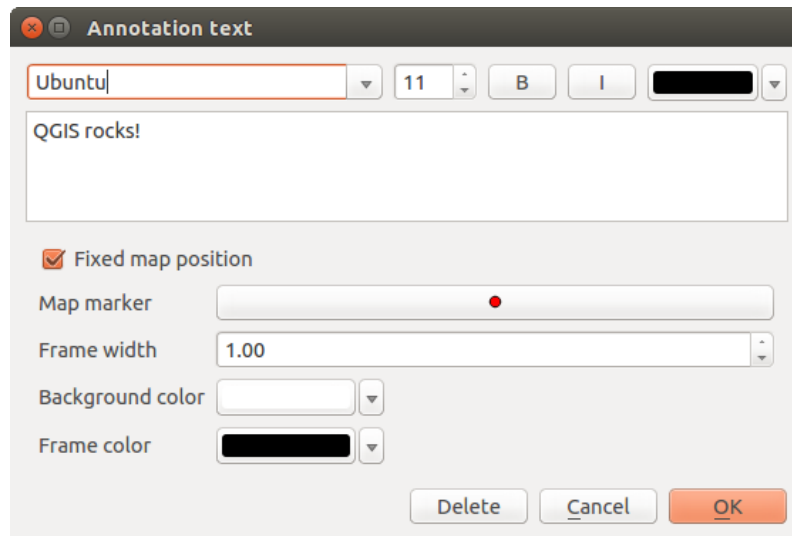 Annotation text
Ubuntu 11 B I
QGIS rocks!
Fixed map position
Map marker
Frame width 1.00
Background color
Frame color
Delete Cancel OK